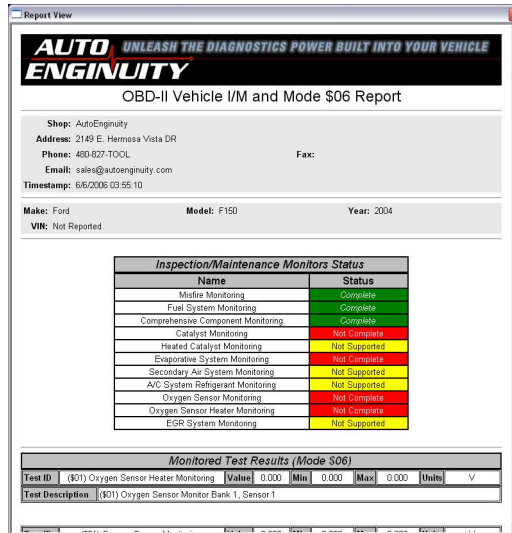 Report View
AUTO ENGINUITY
UNLEASH THE DIAGNOSTICS POWER BUILT INTO YOUR VEHICLE
OBD-II Vehicle I/M and Mode $06 Report
Shop: AutoEnginuity
Address: 2149 E. Hermosa Vista DR
Phone: 480-827-TOOL Fax:
Email: sales@autoenginuity.com
Timestamp: 6/6/2006 03:55:10
Make: Ford Model: F150 Year: 2004
VIN: Not Reported
Inspection/Maintenance Monitors Status
Name Status
Misfire Monitoring Complete
Fuel System Monitoring Complete
Comprehensive Component Monitoring Complete
Catalyst Monitoring Not Complete
Heated Catalyst Monitoring Not Supported
Evaporative System Monitoring Not Complete
Secondary Air System Monitoring Not Supported
A/C System Refrigerant Monitoring Not Supported
Oxygen Sensor Monitoring Not Complete
Oxygen Sensor Heater Monitoring Not Complete
EGR System Monitoring Not Supported
Monitored Test Results (Mode $06)
Test ID ($01) Oxygen Sensor Heater Monitoring Value 0.000 Min 0.000 Max 0.000 Units V
Test Description ($01) Oxygen Sensor Monitor Bank 1, Sensor 1